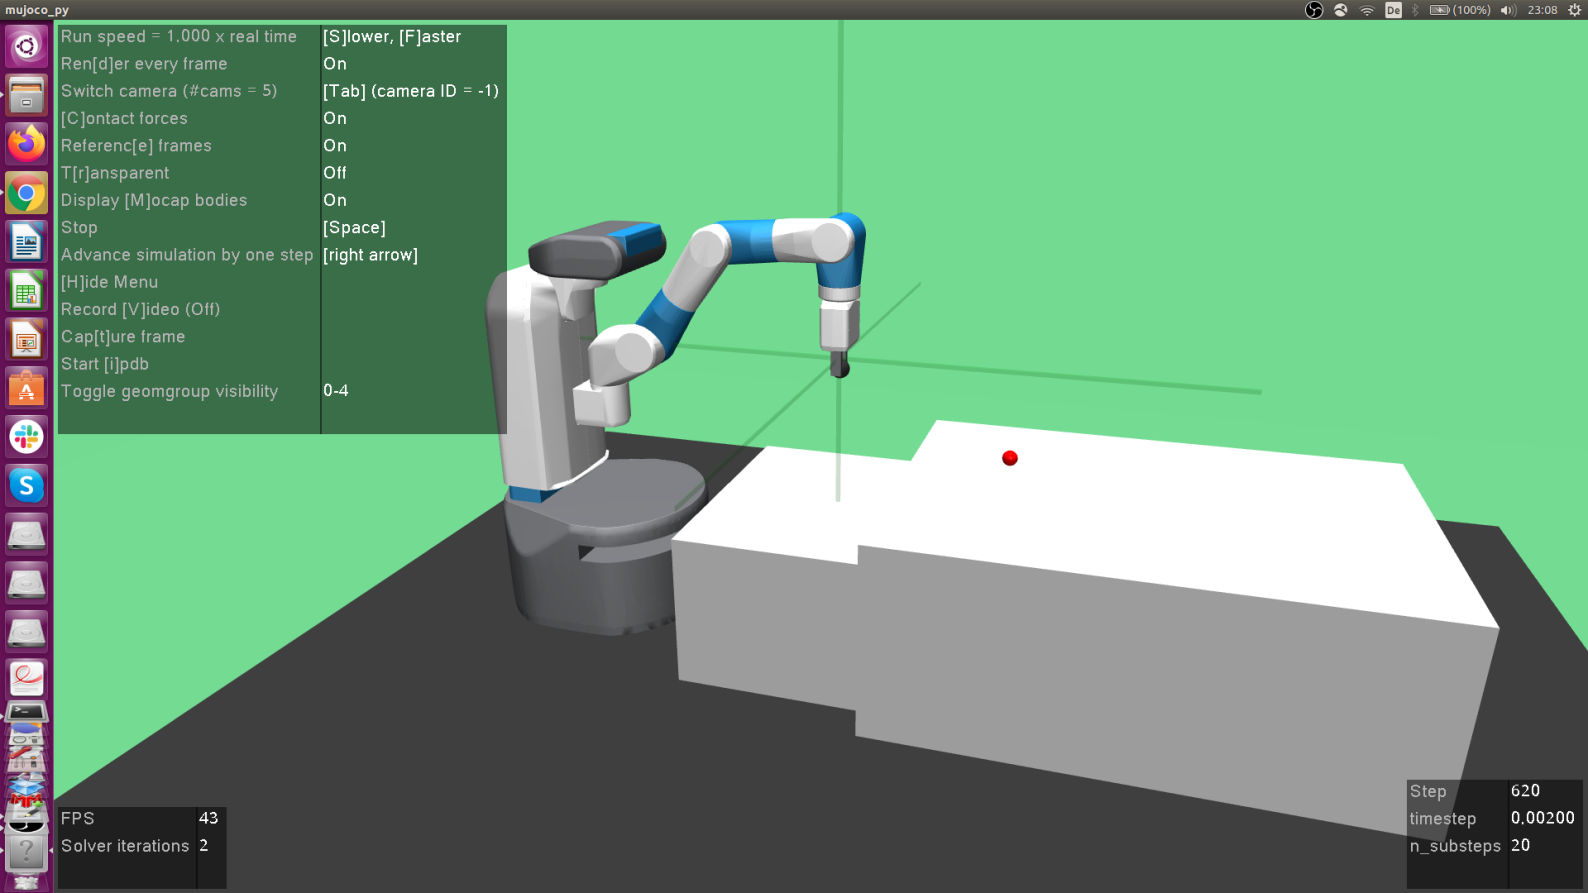 mujoco_py
De
(100%)
23:08
Run speed = 1.000 x real time [S]lower, [F]aster
Ren[d]er every frame On
Switch camera (#cams = 5) [Tab] (camera ID = -1)
[C]ontact forces On
Referenc[e] frames On
T[r]ansparent Off
Display [M]ocap bodies On
Stop [Space]
Advance simulation by one step [right arrow]
[H]ide Menu
Record [V]ideo (Off)
Cap[t]ure frame
Start [i]pdb
Toggle geomgroup visibility 0-4
FPS 43
Solver iterations 2
Step 620
timestep 0.00200
n_substeps 20